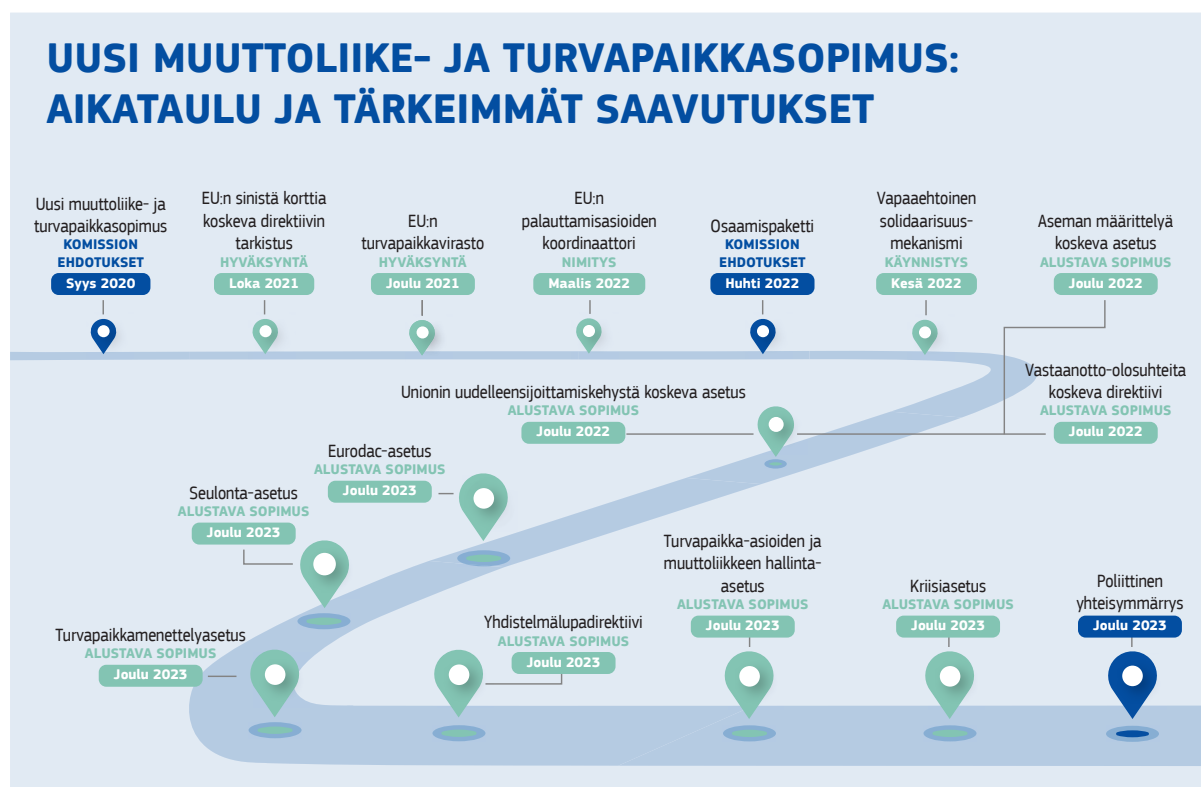 UUSI MUUTTOLIIKE- JA TURVAPAIKKASOPIMUS:
AIKATAULU JA TÄRKEIMMÄT SAAVUTUKSET
Uusi muuttoliike- ja
turvapaikkasopimus
KOMISSION
EHDOTUKSET
Syys 2020
EU:n sinistä korttia
koskeva direktiivin
tarkistus
HYVÄKSYNTÄ
Loka 2021
EU:n
turvapaikkavirasto
HYVÄKSYNTÄ
Joulu 2021
EU:n
palauttamisasioiden
koordinaattori
NIMITYS
Maalis 2022
Osaamispaketti
KOMISSION
EHDOTUKSET
Huhti 2022
Vapaaehtoinen
solidaarisuus-
mekanismi
KÄYNNISTYS
Kesä 2022
Aseman määrittelyä
koskeva asetus
ALUSTAVA SOPIMUS
Joulu 2022
Vastaanotto-olosuhteita
koskeva direktiivi
ALUSTAVA SOPIMUS
Joulu 2022
Unionin uudelleensijoittamiskehystä koskeva asetus
ALUSTAVA SOPIMUS
Joulu 2022
Eurodac-asetus
ALUSTAVA SOPIMUS
Joulu 2023
Seulonta-asetus
ALUSTAVA SOPIMUS
Joulu 2023
Turvapaikkamenettelyasetus
ALUSTAVA SOPIMUS
Joulu 2023
Yhdistelmälupadirektiivi
ALUSTAVA SOPIMUS
Joulu 2023
Turvapaikka-asioiden ja
muuttoliikkeen hallinta-
asetus
ALUSTAVA SOPIMUS
Joulu 2023
Kriisiasetus
ALUSTAVA SOPIMUS
Joulu 2023
Poliittinen
yhteisymmärrys
Joulu 2023